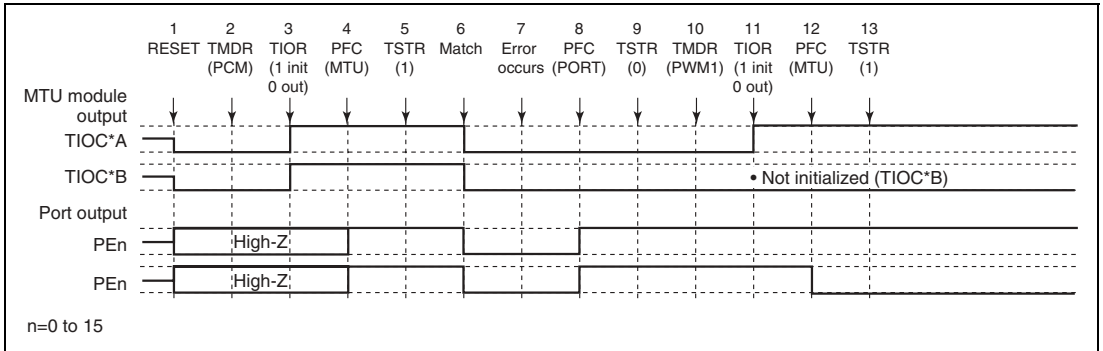 1 2 3 4 5 6 7 8 9 10 11 12 13
RESET TMDR TIOR PFC TSTR Match Error PFC TSTR TMDR TIOR PFC TSTR
(PCM) (1 init (MTU) (1) occurs (PORT) (0) (PWM1) (1 init (MTU) (1)
0 out) 0 out)
MTU module
output
TIOC*A
TIOC*B
• Not initialized (TIOC*B)
Port output
PEn
High-Z
PEn
High-Z
n=0 to 15